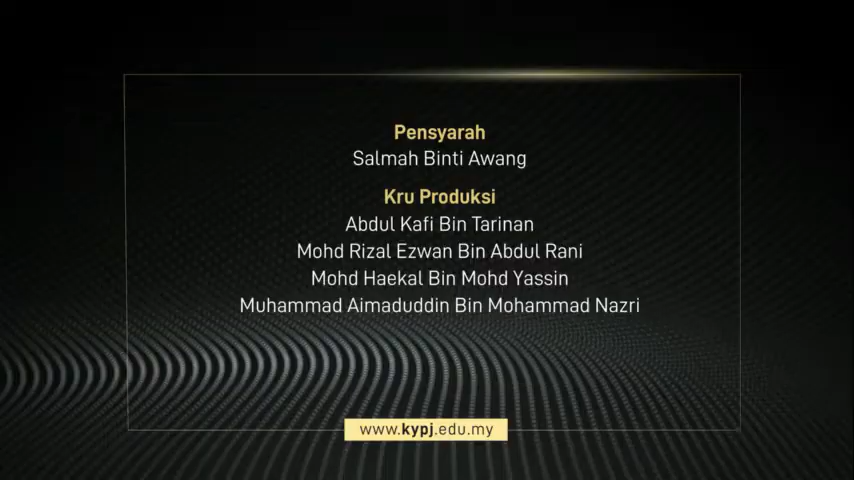 Pensyarah
Salmah Binti Awang
Kru Produksi
Abdul Kafi Bin Tarinan
Mohd Rizal Ezwan Bin Abdul Rani
Mohd Haekal Bin Mohd Yassin
Muhammad Aimaduddin Bin Mohammad Nazri
www.kypj.edu.my